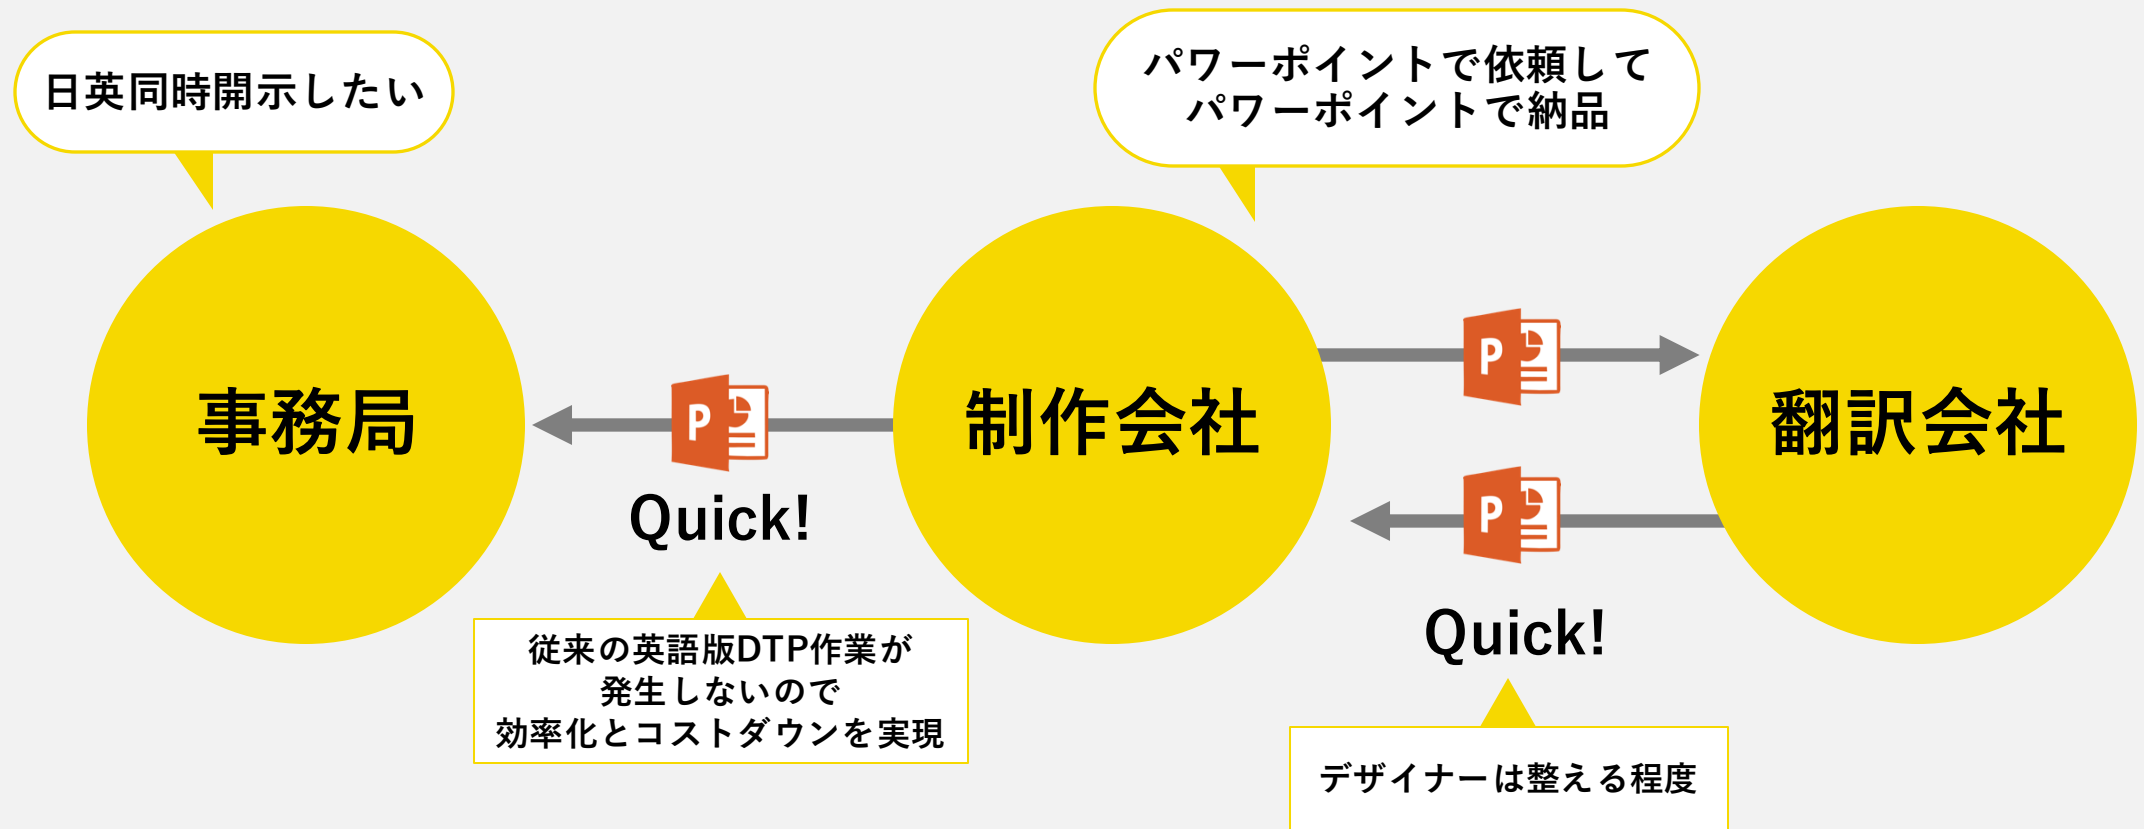 日英同時開示したい
パワーポイントで依頼して
パワーポイントで納品
事務局
P
Quick!
従来の英語版DTP作業が
発生しないので
効率化とコストダウンを実現
制作会社
P
P
Quick!
デザイナーは整える程度
翻訳会社